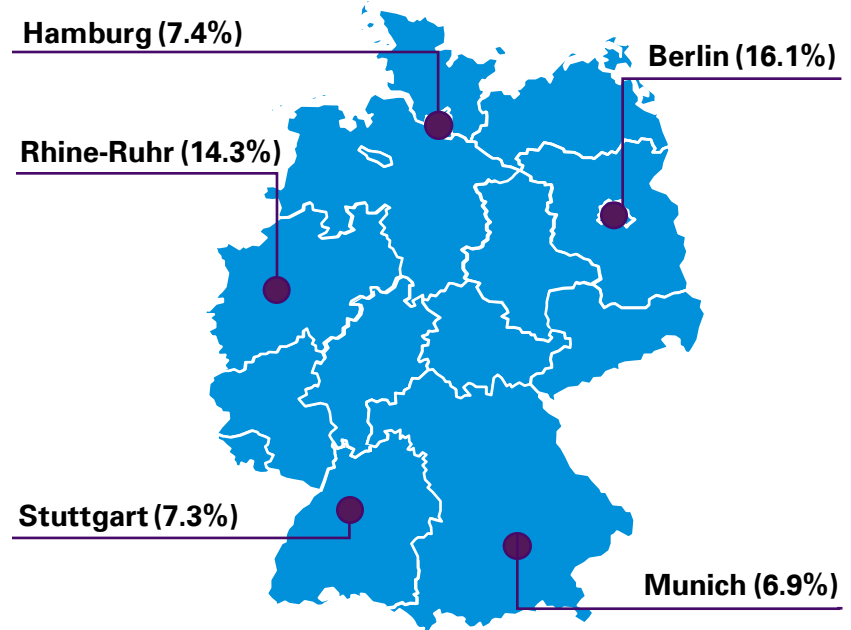 Hamburg (7.4%)
Berlin (16.1%)
Rhine-Ruhr (14.3%)
Stuttgart (7.3%)
Munich (6.9%)